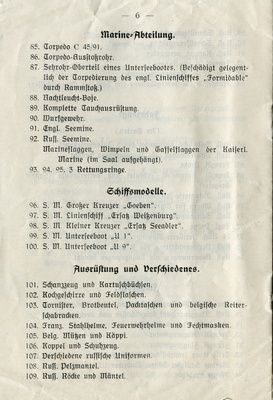 — 6 —
Marine-Abteilung.
85. Torpedo C 45/91.
86. Torpedo-Ausstoßrohr.
87. Sehrohr-Oberteil eines Unterseebootes. (Beschädigt gelegent-
lich der Torpedierung des engl. Linienschiffes „Formidable"
durch Rammstoß.)
88. Nachtleucht-Boje.
89. Komplette Tauchausrüstung.
90. Wurfgewehr.
91. Engl. Seemine.
92. Russ. Seemine.
Marineflaggen, Wimpeln und Gaffelflaggen der Kaiserl.
Marine (im Saal aufgehängt).
93. 94. 95. 3 Rettungsringe.
Schiffsmodelle.
96. S. M. Großer Kreuzer „Goeben".
97. S. M. Linienschiff „Ersatz Weißenburg".
98. S. M. Kleiner Kreuzer „Ersatz Seeadler"
99. S. M. Unterseeboot „U 1".
100. S. M. Unterseeboot „U 9".
Ausrüstung und Verschiedenes.
101. Schanzzeug und Kartuschbüchsen.
102. Kochgeschirre und Feldflaschen.
103. Tornister, Brotbeutel, Packtaschen und belgische Reiter-
schabracken.
104. Franz. Stahlhelme, Feuerwehrhelme und Fechtmasken.
105. Belg. Mützen und Käppi.
106. Koppel und Schuhzeug.
107. Verschiedene russische Uniformen.
108. Russ. Pelzmantel.
109. Russ. Röcke und Mäntel.